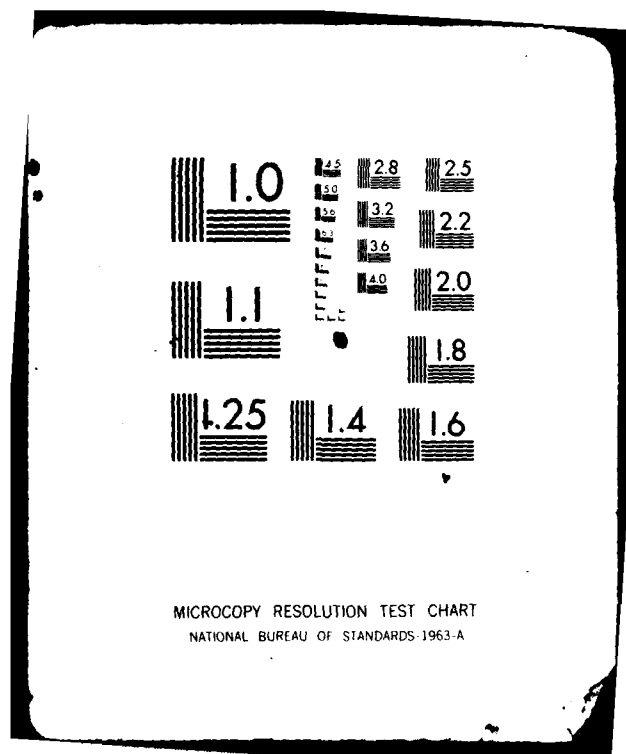 1.0
4.5 2.8 2.5
5.0
5.6 3.2 2.2
6.3
3.6
4.0 2.0
1.1
1.8
1.25 1.4 1.6
MICROCOPY RESOLUTION TEST CHART
NATIONAL BUREAU OF STANDARDS-1963-A